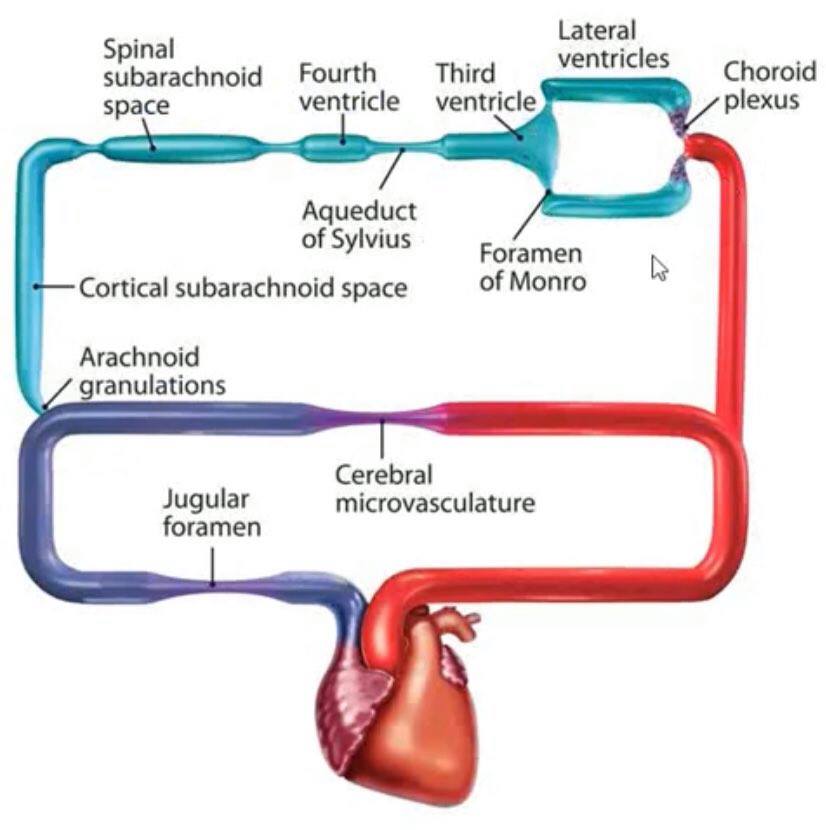 Spinal
subarachnoid
space
Fourth
ventricle
Third
ventricle
Lateral
ventricles
Choroid
plexus
Aqueduct
of Sylvius
Foramen
of Monro
Cortical subarachnoid space
Arachnoid
granulations
Cerebral
microvasculature
Jugular
foramen